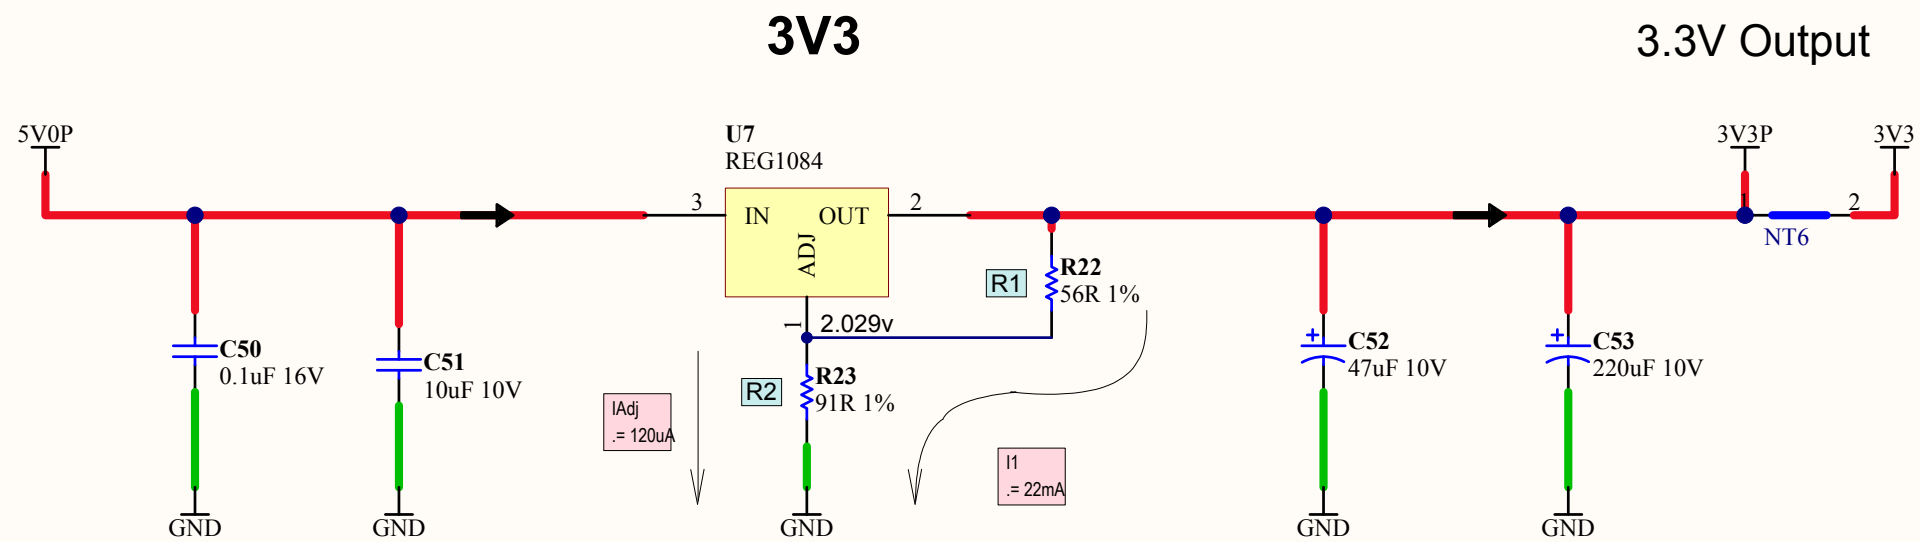 3V3
3.3V Output
5V0P
U7
REG1084
3V3P
3V3
3
IN
OUT
2
ADJ
1
2
NT6
R1
R22
56R 1%
1
2.029v
C50
0.1uF 16V
C51
10uF 10V
R2
R23
91R 1%
C52
47uF 10V
C53
220uF 10V
IAdj
.= 120uA
I1
.= 22mA
GND
GND
GND
GND
GND